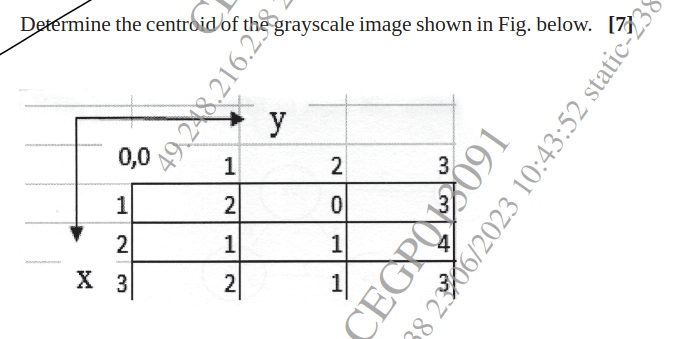 Determine the centroid of the grayscale image shown in Fig. below. [7]
y
0,0 1 2 3
1 2 0 3
2 1 1 4
x 3 2 1 3
CEGP013091
49.248.216.238
23/06/2023 10:43:52 static-238